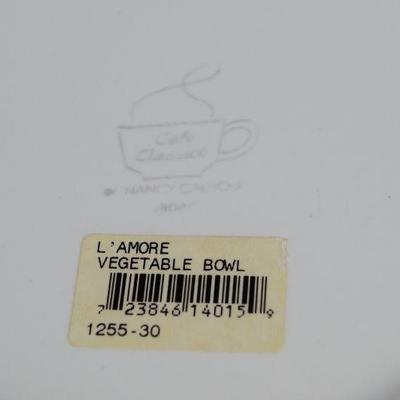 Cafe
Classico
BY NANCY CALHOUN
L'AMORE
VEGETABLE BOWL
7 23846 14015 9
1255-30